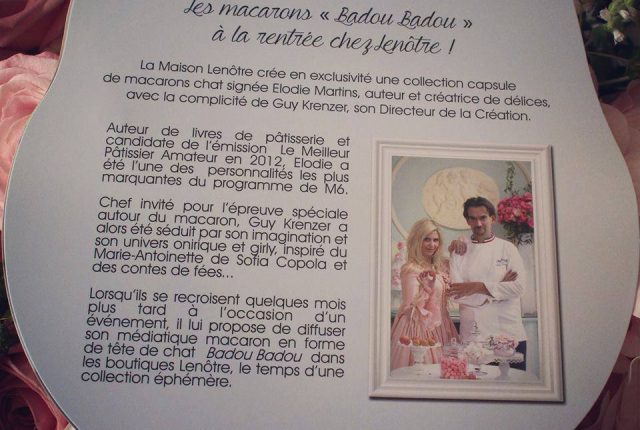 Les macarons « Badou Badou »
à la rentrée chez Lenôtre !
La Maison Lenôtre crée en exclusivité une collection capsule
de macarons chat signée Elodie Martins, auteur et créatrice de délices,
avec la complicité de Guy Krenzer, son Directeur de la Création.
Auteur de livres de pâtisserie et
candidate de l'émission Le Meilleur
Pâtissier Amateur en 2012, Elodie a
été l'une des personnalités les plus
marquantes du programme de M6.
Chef invité pour l'épreuve spéciale
autour du macaron, Guy Krenzer a
alors été séduit par son imagination et
son univers onirique et girly, inspiré du
Marie-Antoinette de Sofia Copola et
des contes de fées...
Lorsqu'ils se recroisent quelques mois
plus tard à l'occasion d'un
événement, il lui propose de diffuser
son médiatique macaron en forme
de tête de chat Badou Badou dans
les boutiques Lenôtre, le temps d'une
collection éphémère.